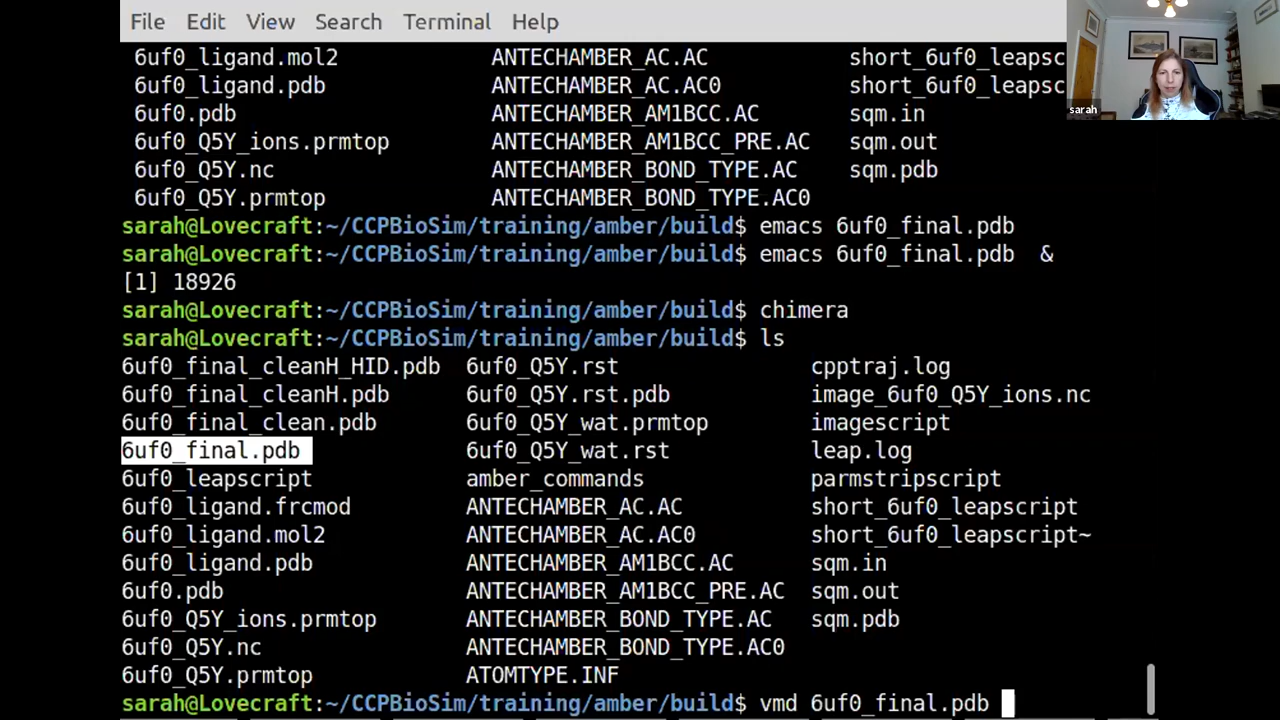 File Edit View Search Terminal Help
6uf0_ligand.mol2 ANTECHAMBER_AC.AC short_6uf0_leapsc
6uf0_ligand.pdb ANTECHAMBER_AC.AC0 short_6uf0_leapsc
6uf0.pdb ANTECHAMBER_AM1BCC.AC sqm.in
6uf0_Q5Y_ions.prmtop ANTECHAMBER_AM1BCC_PRE.AC sqm.out
6uf0_Q5Y.nc ANTECHAMBER_BOND_TYPE.AC sqm.pdb
6uf0_Q5Y.prmtop ANTECHAMBER_BOND_TYPE.AC0
sarah@Lovecraft:~/CCPBioSim/training/amber/build$ emacs 6uf0_final.pdb
sarah@Lovecraft:~/CCPBioSim/training/amber/build$ emacs 6uf0_final.pdb &
[1] 18926
sarah@Lovecraft:~/CCPBioSim/training/amber/build$ chimera
sarah@Lovecraft:~/CCPBioSim/training/amber/build$ ls
6uf0_final_cleanH_HID.pdb 6uf0_Q5Y.rst cpptraj.log
6uf0_final_cleanH.pdb 6uf0_Q5Y.rst.pdb image_6uf0_Q5Y_ions.nc
6uf0_final_clean.pdb 6uf0_Q5Y_wat.prmtop imagescript
6uf0_final.pdb 6uf0_Q5Y_wat.rst leap.log
6uf0_leapscript amber_commands parmstripscript
6uf0_ligand.frcmod ANTECHAMBER_AC.AC short_6uf0_leapscript
6uf0_ligand.mol2 ANTECHAMBER_AC.AC0 short_6uf0_leapscript~
6uf0_ligand.pdb ANTECHAMBER_AM1BCC.AC sqm.in
6uf0.pdb ANTECHAMBER_AM1BCC_PRE.AC sqm.out
6uf0_Q5Y_ions.prmtop ANTECHAMBER_BOND_TYPE.AC sqm.pdb
6uf0_Q5Y.nc ANTECHAMBER_BOND_TYPE.AC0
6uf0_Q5Y.prmtop ATOMTYPE.INF
sarah@Lovecraft:~/CCPBioSim/training/amber/build$ vmd 6uf0_final.pdb
sarah